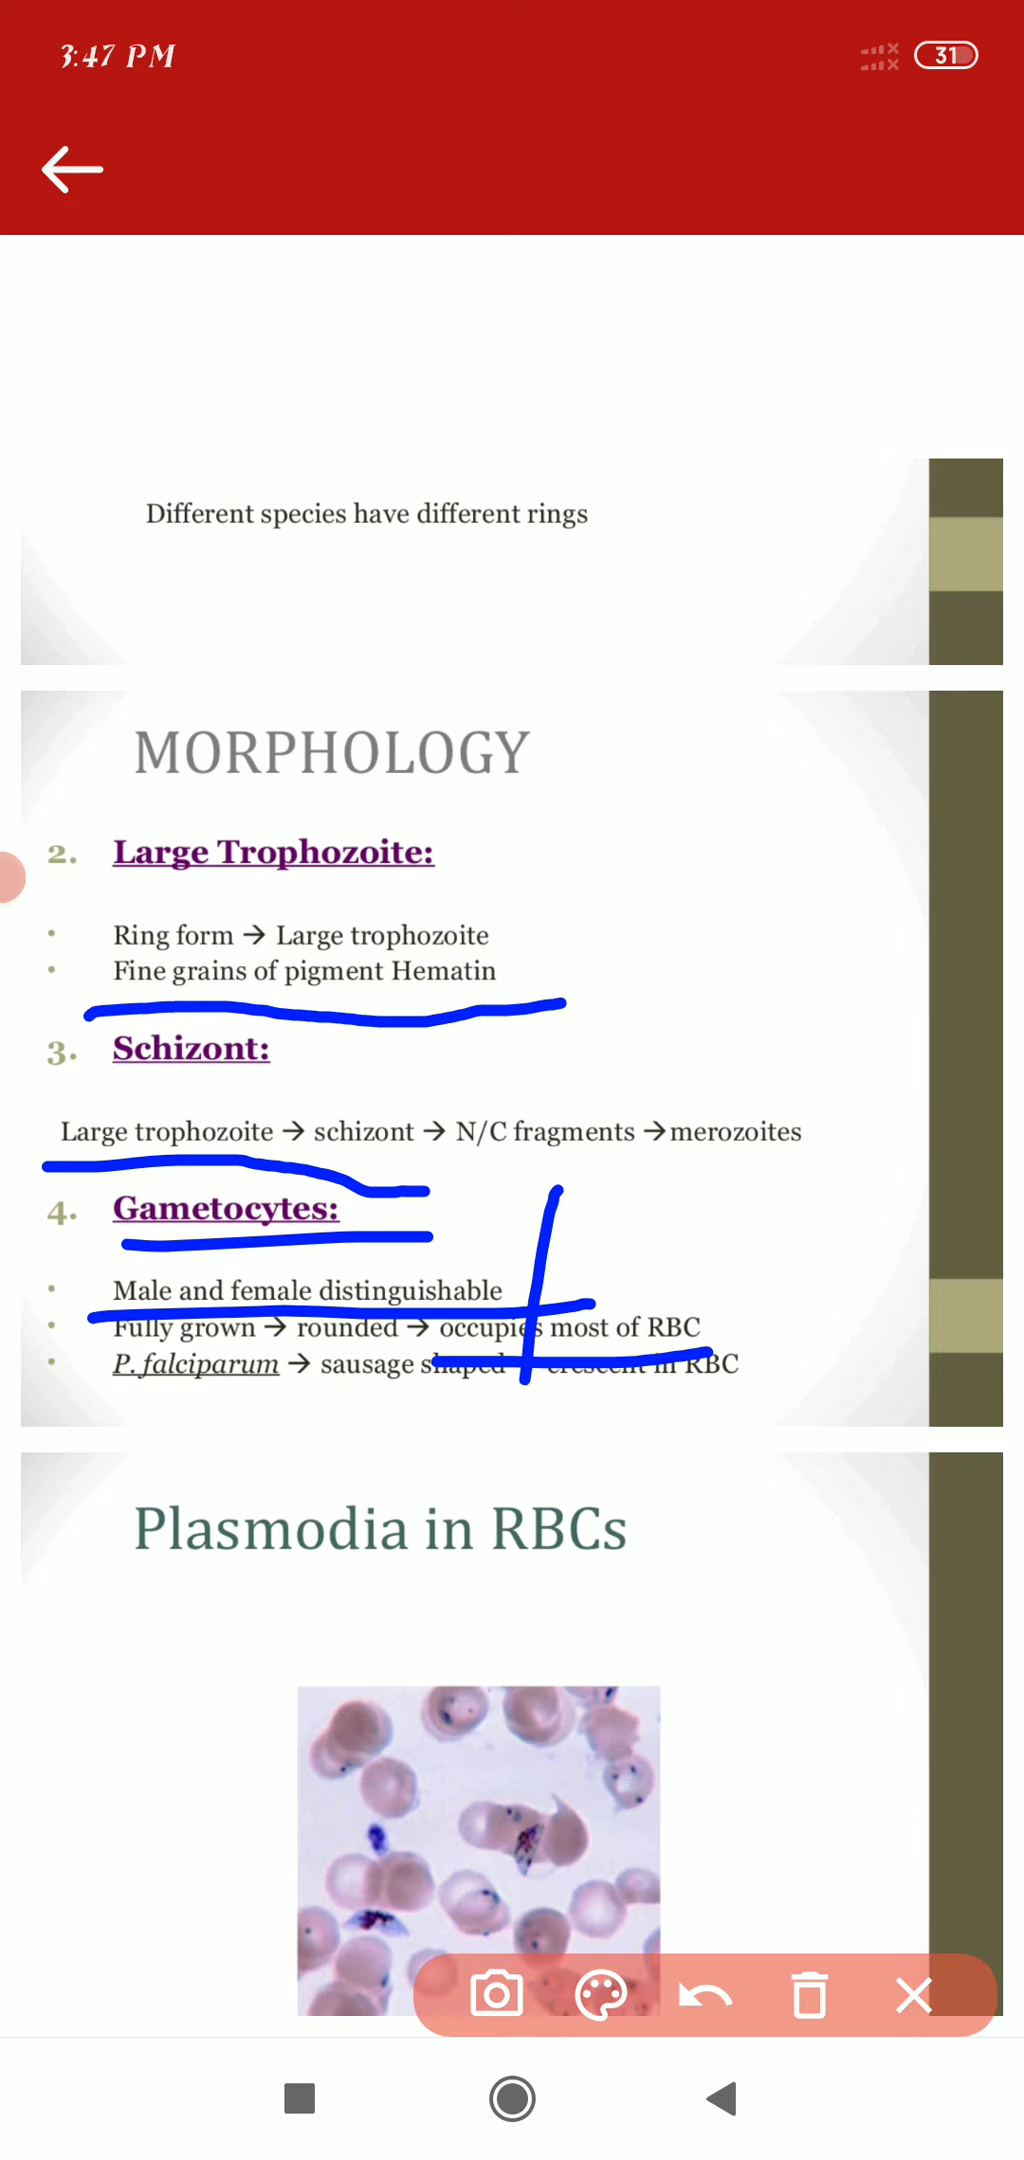 3:47 PM
31
Different species have different rings
MORPHOLOGY
2. Large Trophozoite:
• Ring form → Large trophozoite
• Fine grains of pigment Hematin
3. Schizont:
Large trophozoite → schizont → N/C fragments → merozoites
4. Gametocytes:
• Male and female distinguishable
• Fully grown → rounded → occupies most of RBC
• P. falciparum → sausage shaped crescent in RBC
Plasmodia in RBCs